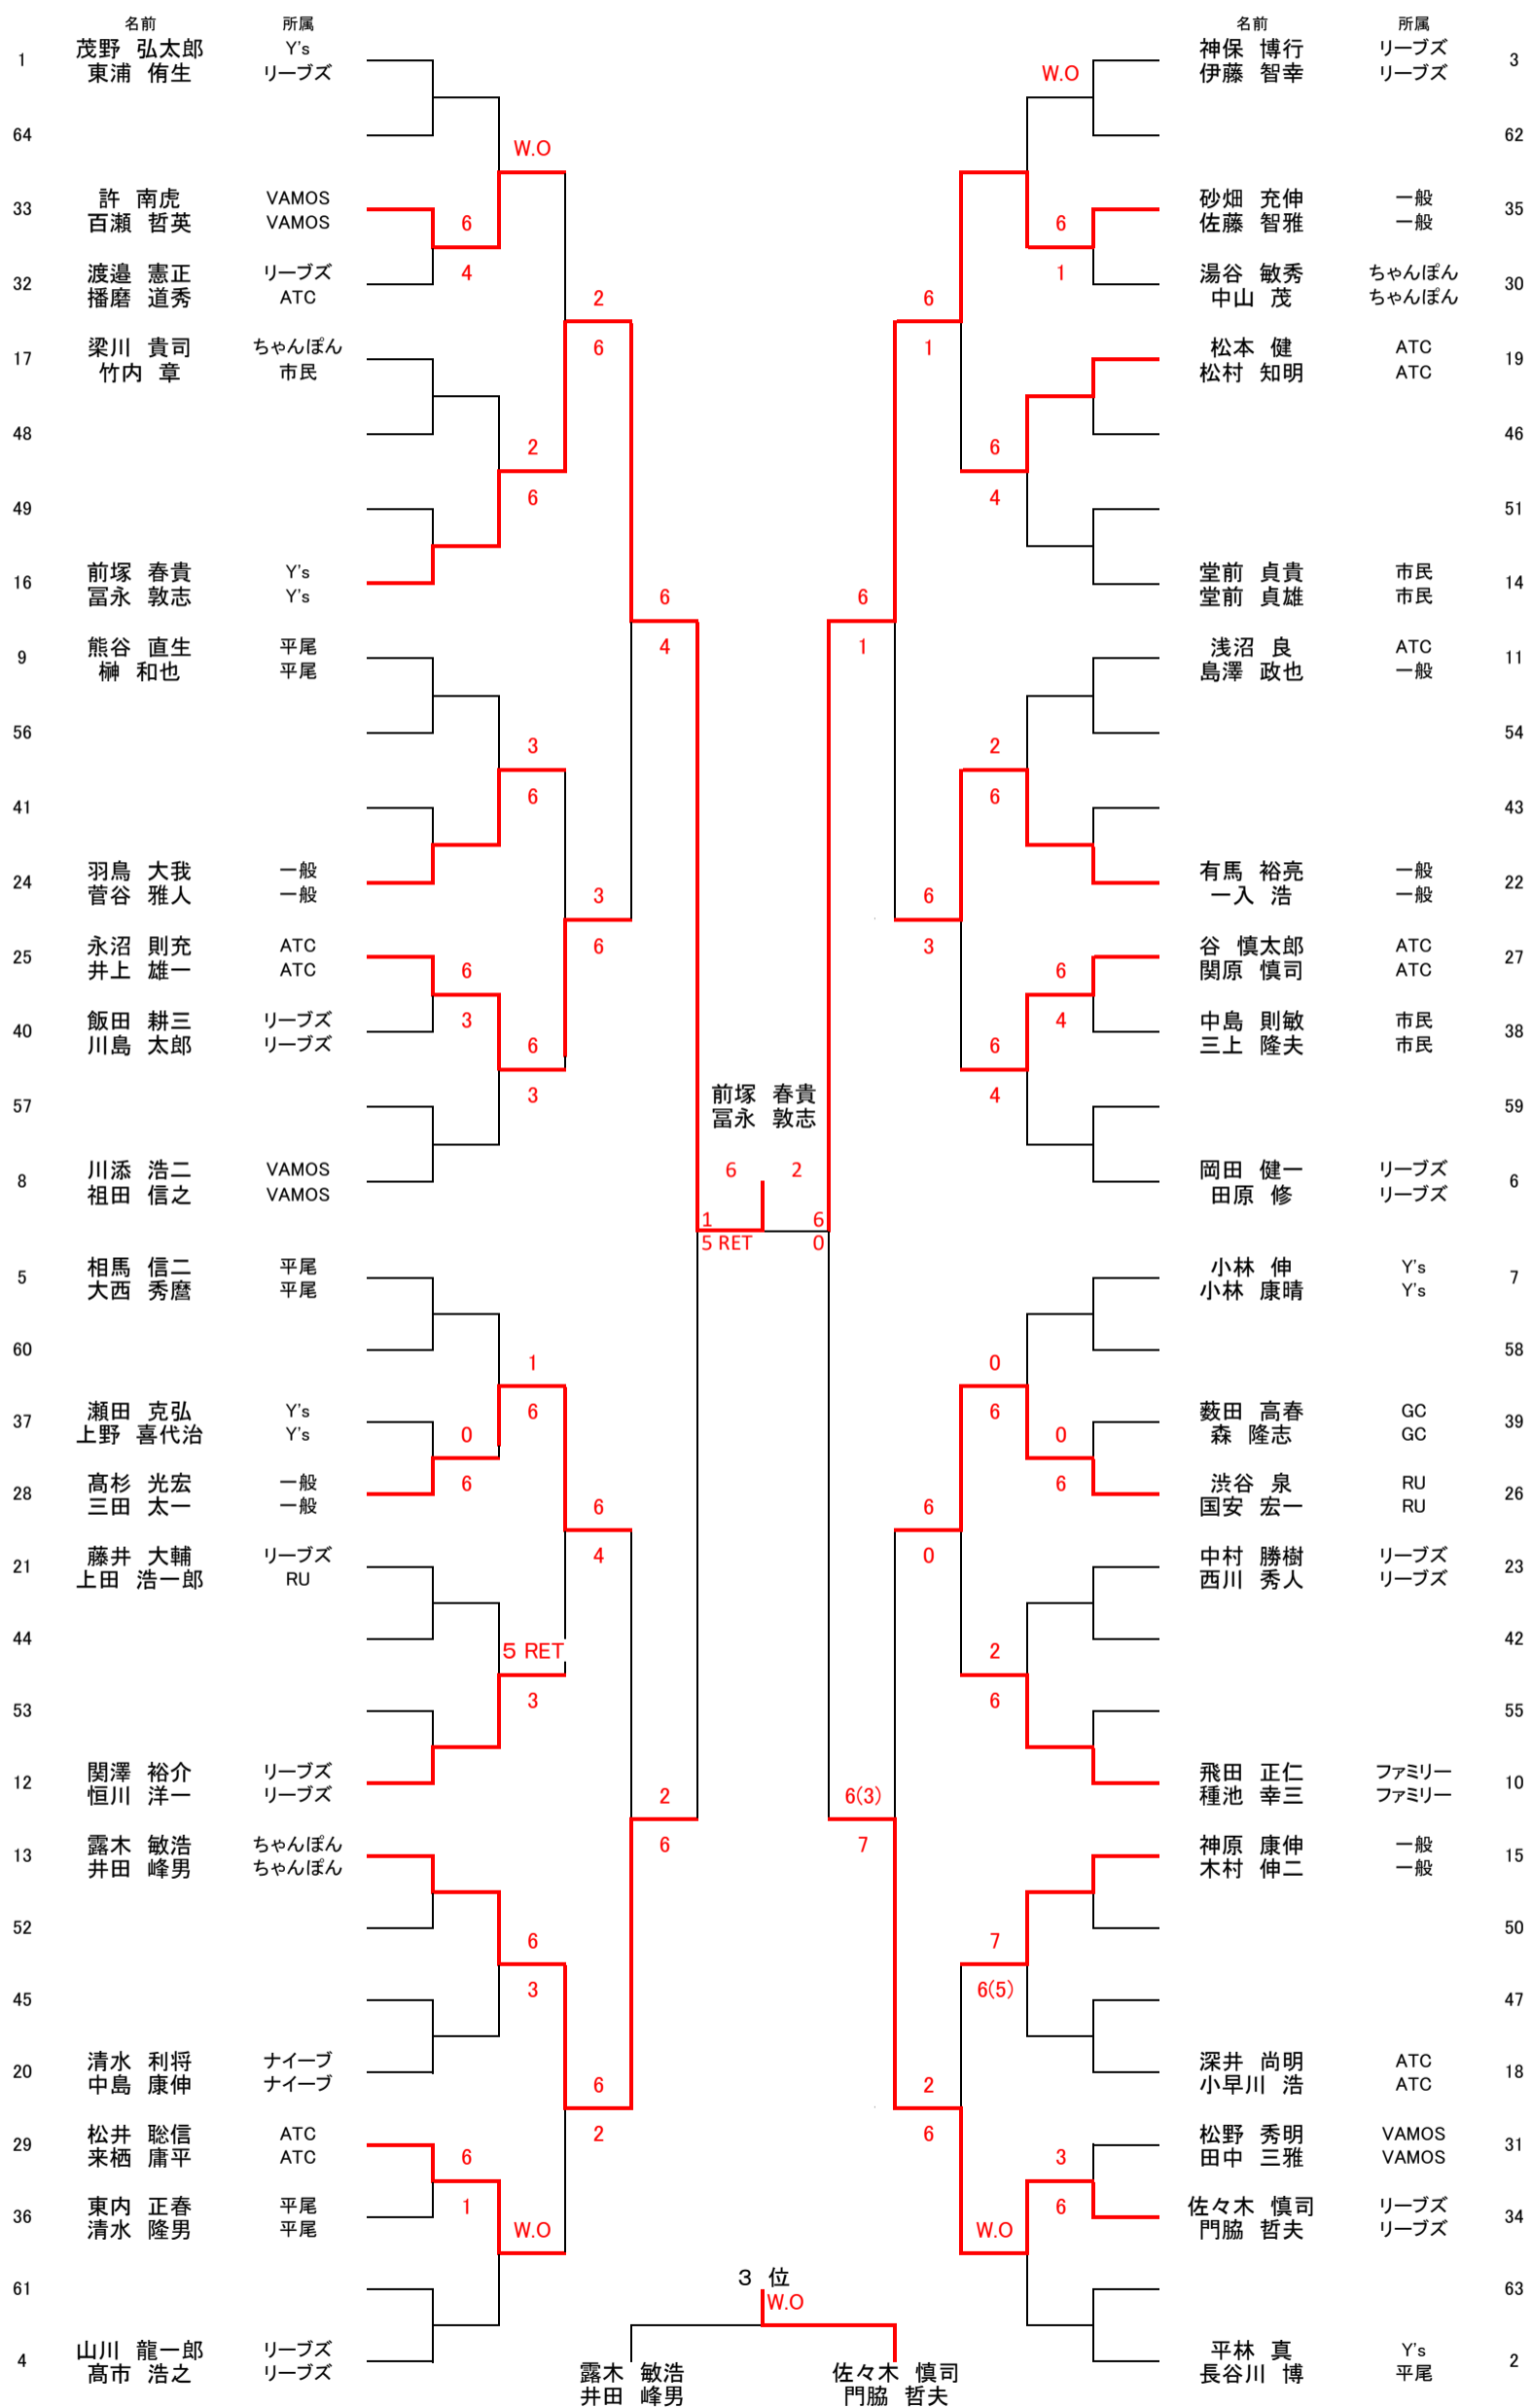 名前 所属
1 茂野 弘太郎 Y's
東浦 侑生 リーブズ
64
W.O
33 許 南虎 VAMOS
百瀬 哲英 VAMOS
6
4
32 渡邉 憲正 リーブズ
播磨 道秀 ATC
2
6
17 梁川 貴司 ちゃんぽん
竹内 章 市民
48
2
6
49
16 前塚 春貴 Y's
冨永 敦志 Y's
6
4
9 熊谷 直生 平尾
榊 和也 平尾
56
3
6
41
24 羽鳥 大我 一般
菅谷 雅人 一般
3
6
25 永沼 則充 ATC
井上 雄一 ATC
6
3
40 飯田 耕三 リーブズ
川島 太郎 リーブズ
6
3
57
8 川添 浩二 VAMOS
祖田 信之 VAMOS
5 相馬 信二 平尾
大西 秀麿 平尾
60
1
6
37 瀬田 克弘 Y's
上野 喜代治 Y's
0
6
28 髙杉 光宏 一般
三田 太一 一般
6
4
21 藤井 大輔 リーブズ
上田 浩一郎 RU
44
5 RET
3
53
12 関澤 裕介 リーブズ
恒川 洋一 リーブズ
2
6
13 露木 敏浩 ちゃんぽん
井田 峰男 ちゃんぽん
52
6
3
45
20 清水 利将 ナイーブ
中島 康伸 ナイーブ
6
2
29 松井 聡信 ATC
来栖 庸平 ATC
6
1
36 東内 正春 平尾
清水 隆男 平尾
W.O
61
4 山川 龍一郎 リーブズ
髙市 浩之 リーブズ
前塚 春貴
冨永 敦志
6 2
1 6
5 RET 0
3 位
W.O
露木 敏浩 佐々木 慎司
井田 峰男 門脇 哲夫
名前 所属
神保 博行 リーブズ 3
伊藤 智幸 リーブズ
W.O
62
砂畑 充伸 一般 35
佐藤 智雅 一般
6
1
湯谷 敏秀 ちゃんぽん 30
中山 茂 ちゃんぽん
6
1
松本 健 ATC 19
松村 知明 ATC
46
6
4
51
堂前 貞貴 市民 14
堂前 貞雄 市民
6
1
浅沼 良 ATC 11
島澤 政也 一般
54
2
6
43
有馬 裕亮 一般 22
一入 浩 一般
6
3
谷 慎太郎 ATC 27
関原 慎司 ATC
6
4
中島 則敏 市民 38
三上 隆夫 市民
6
4
59
岡田 健一 リーブズ 6
田原 修 リーブズ
小林 伸 Y's 7
小林 康晴 Y's
58
0
6
薮田 高春 GC 39
森 隆志 GC
0
6
渋谷 泉 RU 26
国安 宏一 RU
6
0
中村 勝樹 リーブズ 23
西川 秀人 リーブズ
42
2
6
55
飛田 正仁 ファミリー 10
種池 幸三 ファミリー
6(3)
7
神原 康伸 一般 15
木村 伸二 一般
50
7
6(5)
47
深井 尚明 ATC 18
小早川 浩 ATC
2
6
松野 秀明 VAMOS 31
田中 三雅 VAMOS
3
6
佐々木 慎司 リーブズ 34
門脇 哲夫 リーブズ
W.O
63
平林 真 Y's 2
長谷川 博 平尾